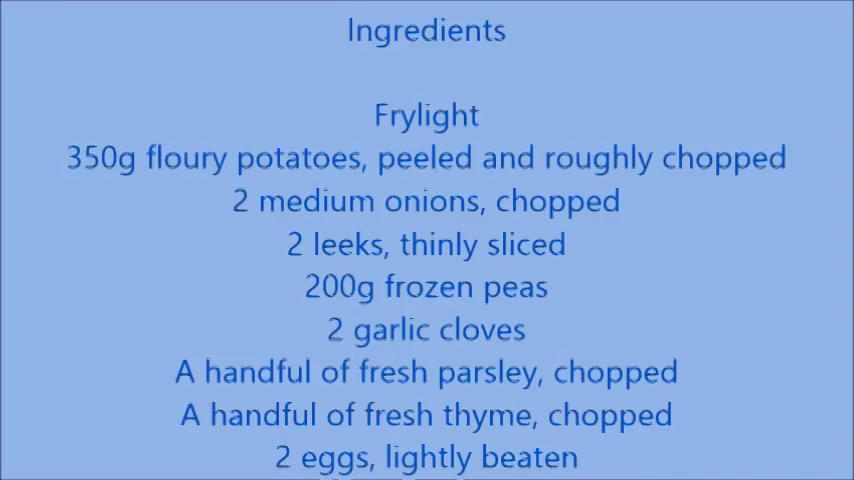 Ingredients
Frylight
350g floury potatoes, peeled and roughly chopped
2 medium onions, chopped
2 leeks, thinly sliced
200g frozen peas
2 garlic cloves
A handful of fresh parsley, chopped
A handful of fresh thyme, chopped
2 eggs, lightly beaten